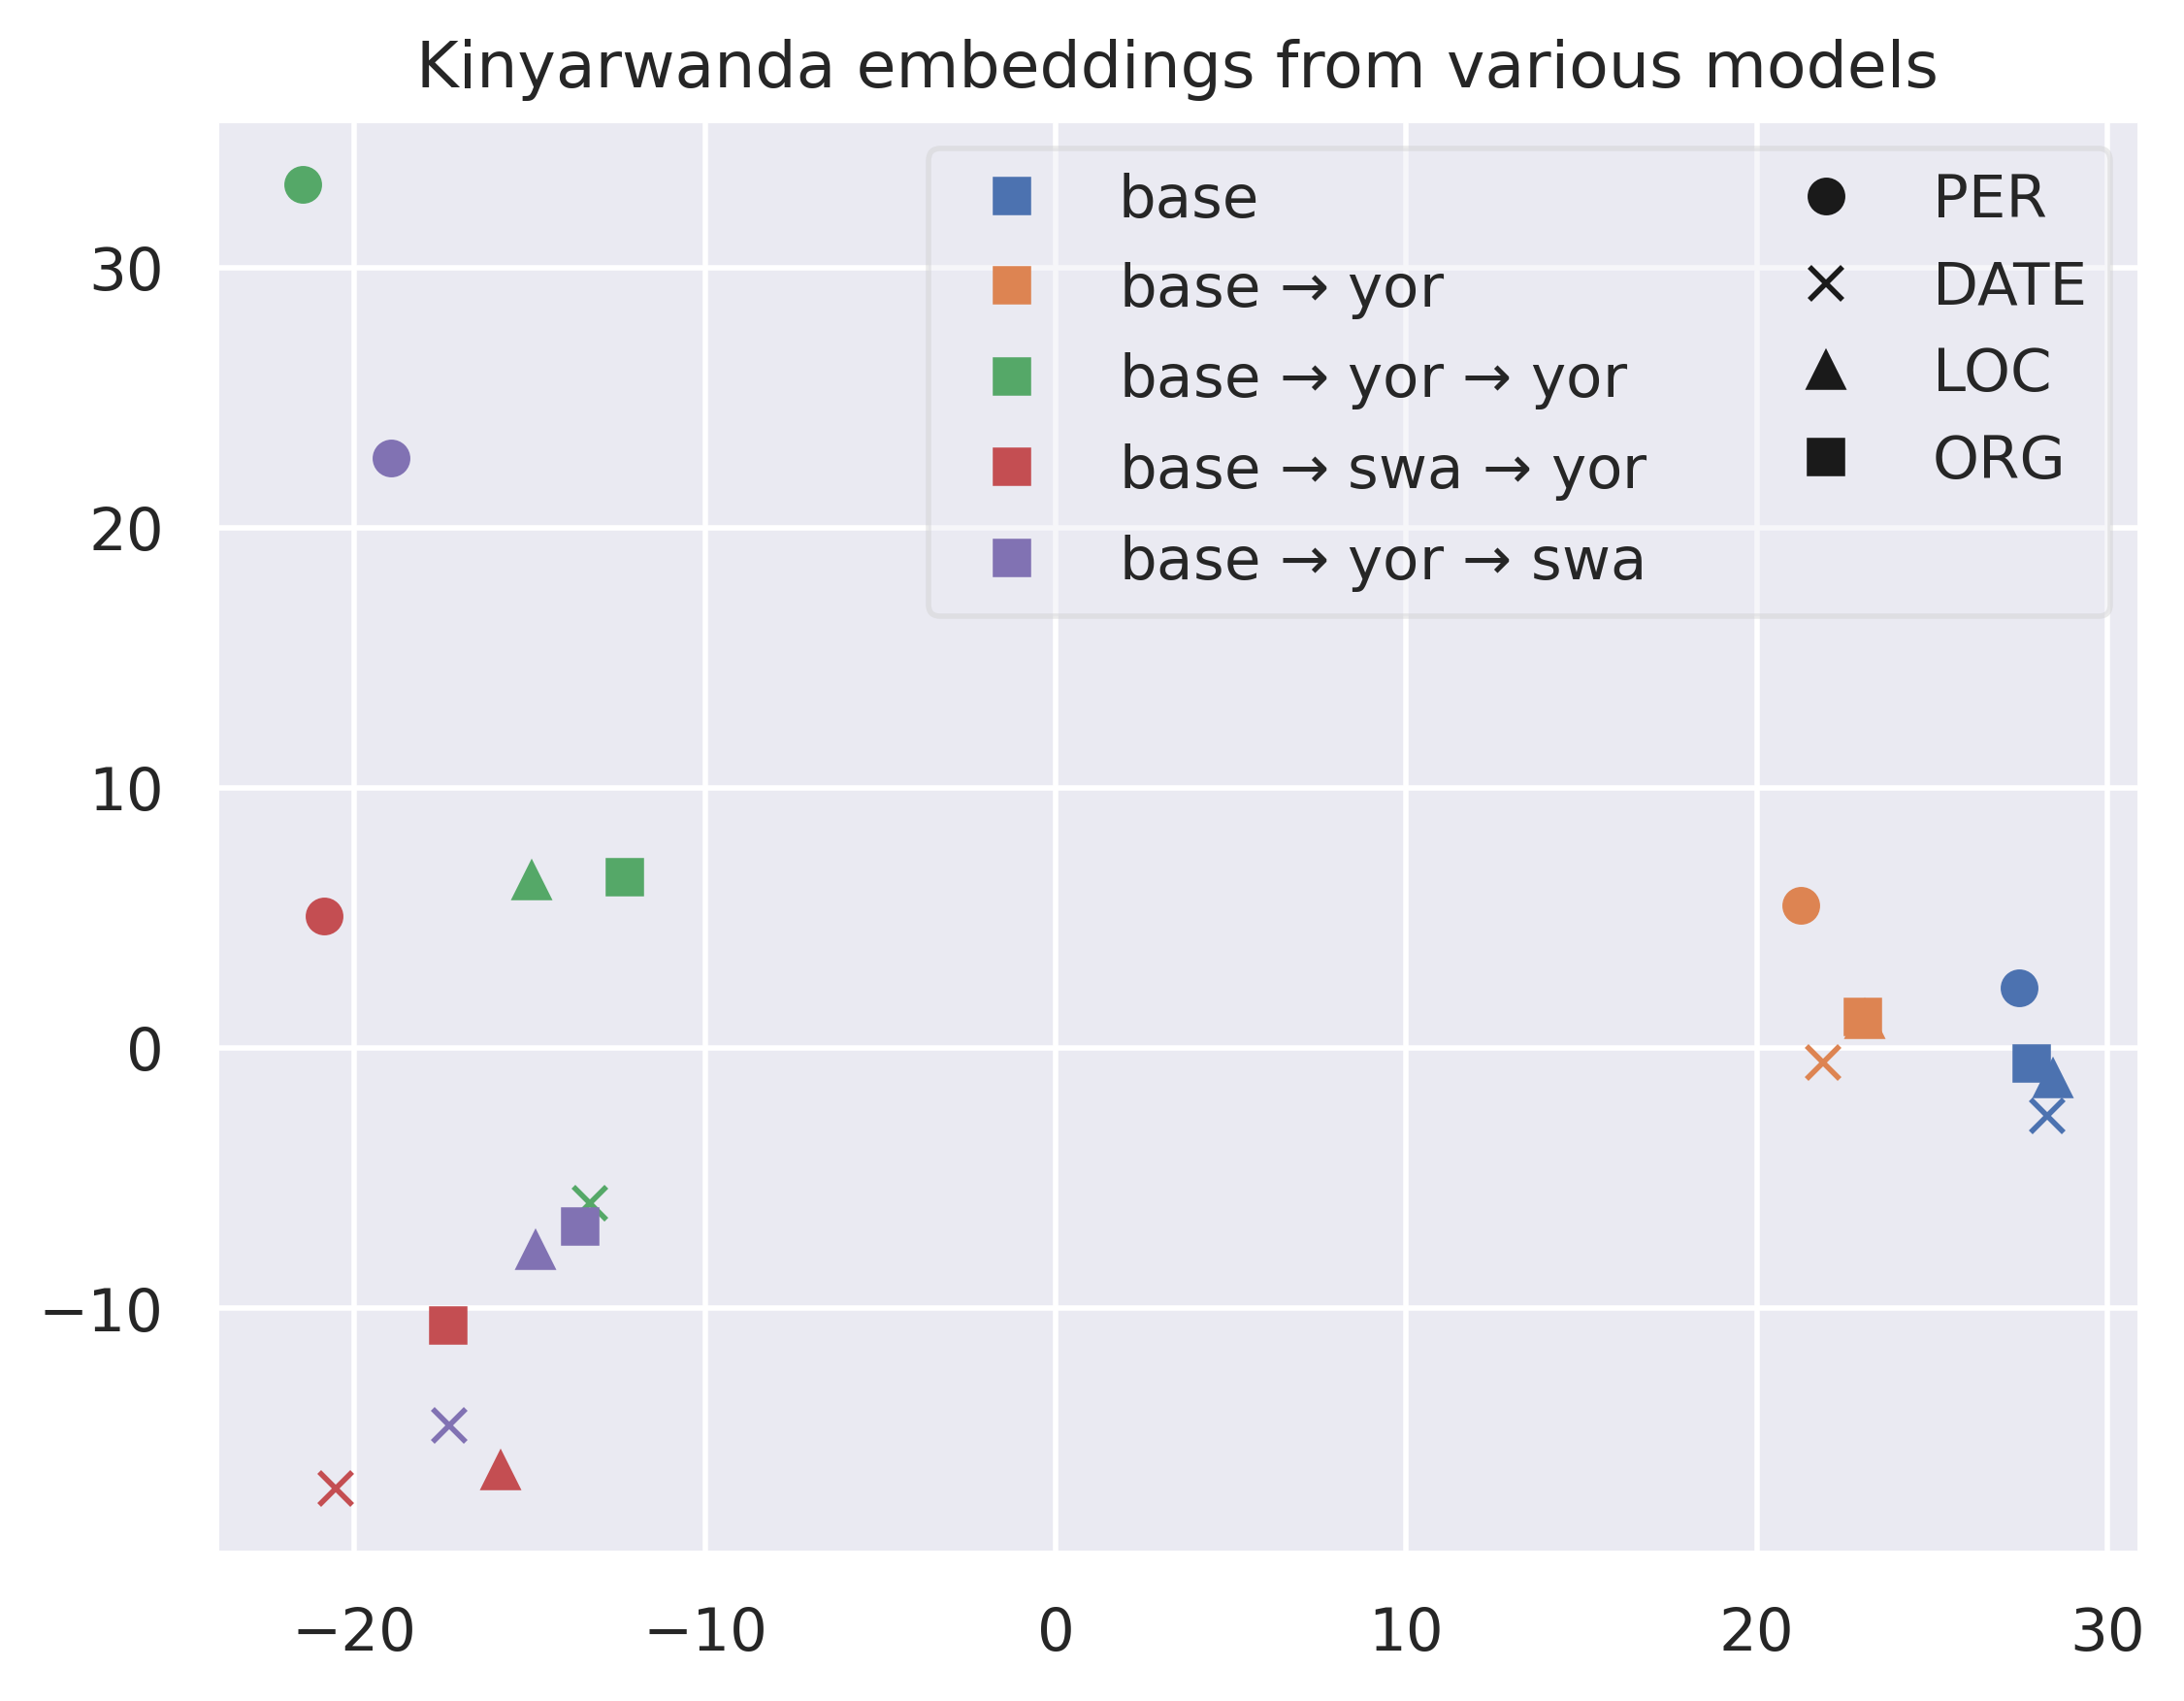 Kinyarwanda embeddings from various models
base
base → yor
base → yor → yor
base → swa → yor
base → yor → swa
PER
DATE
LOC
ORG
30
20
10
0
−10
−20 −10 0 10 20 30